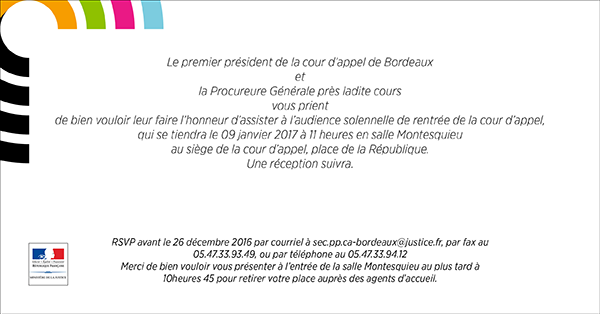 Le premier président de la cour d'appel de Bordeaux
et
la Procureure Générale près ladite cours
vous prient
de bien vouloir leur faire l'honneur d'assister à l'audience solennelle de rentrée de la cour d'appel,
qui se tiendra le 09 janvier 2017 à 11 heures en salle Montesquieu
au siège de la cour d'appel, place de la République.
Une réception suivra.
RSVP avant le 26 décembre 2016 par courriel à sec.pp.ca-bordeaux@justice.fr, par fax au
05.47.33.93.49, ou par téléphone au 05.47.33.94.12
Merci de bien vouloir vous présenter à l'entrée de la salle Montesquieu au plus tard à
10heures 45 pour retirer votre place auprès des agents d'accueil.
Liberté • Égalité • Fraternité
RÉPUBLIQUE FRANÇAISE
MINISTÈRE DE LA JUSTICE